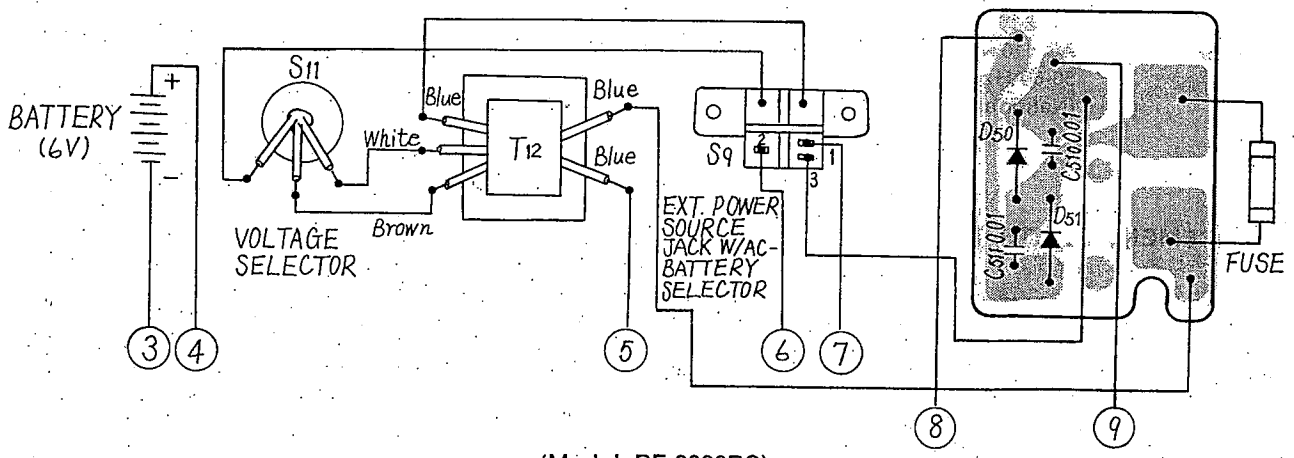 S11
BATTERY
(6V)
+
-
VOLTAGE
SELECTOR
White
Brown
Blue
T12
Blue
Blue
S9
2
1
3
EXT. POWER
SOURCE
JACK W/AC-
BATTERY
SELECTOR
D50
C510 0.01
C511 0.01
D51
FUSE
3
4
5
6
7
8
9